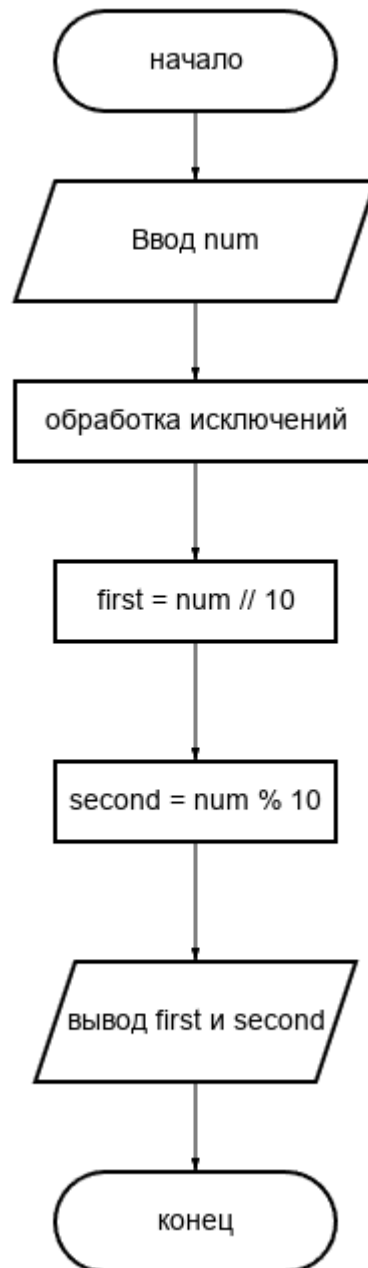 начало
Ввод num
обработка исключений
first = num // 10
second = num % 10
вывод first и second
конец